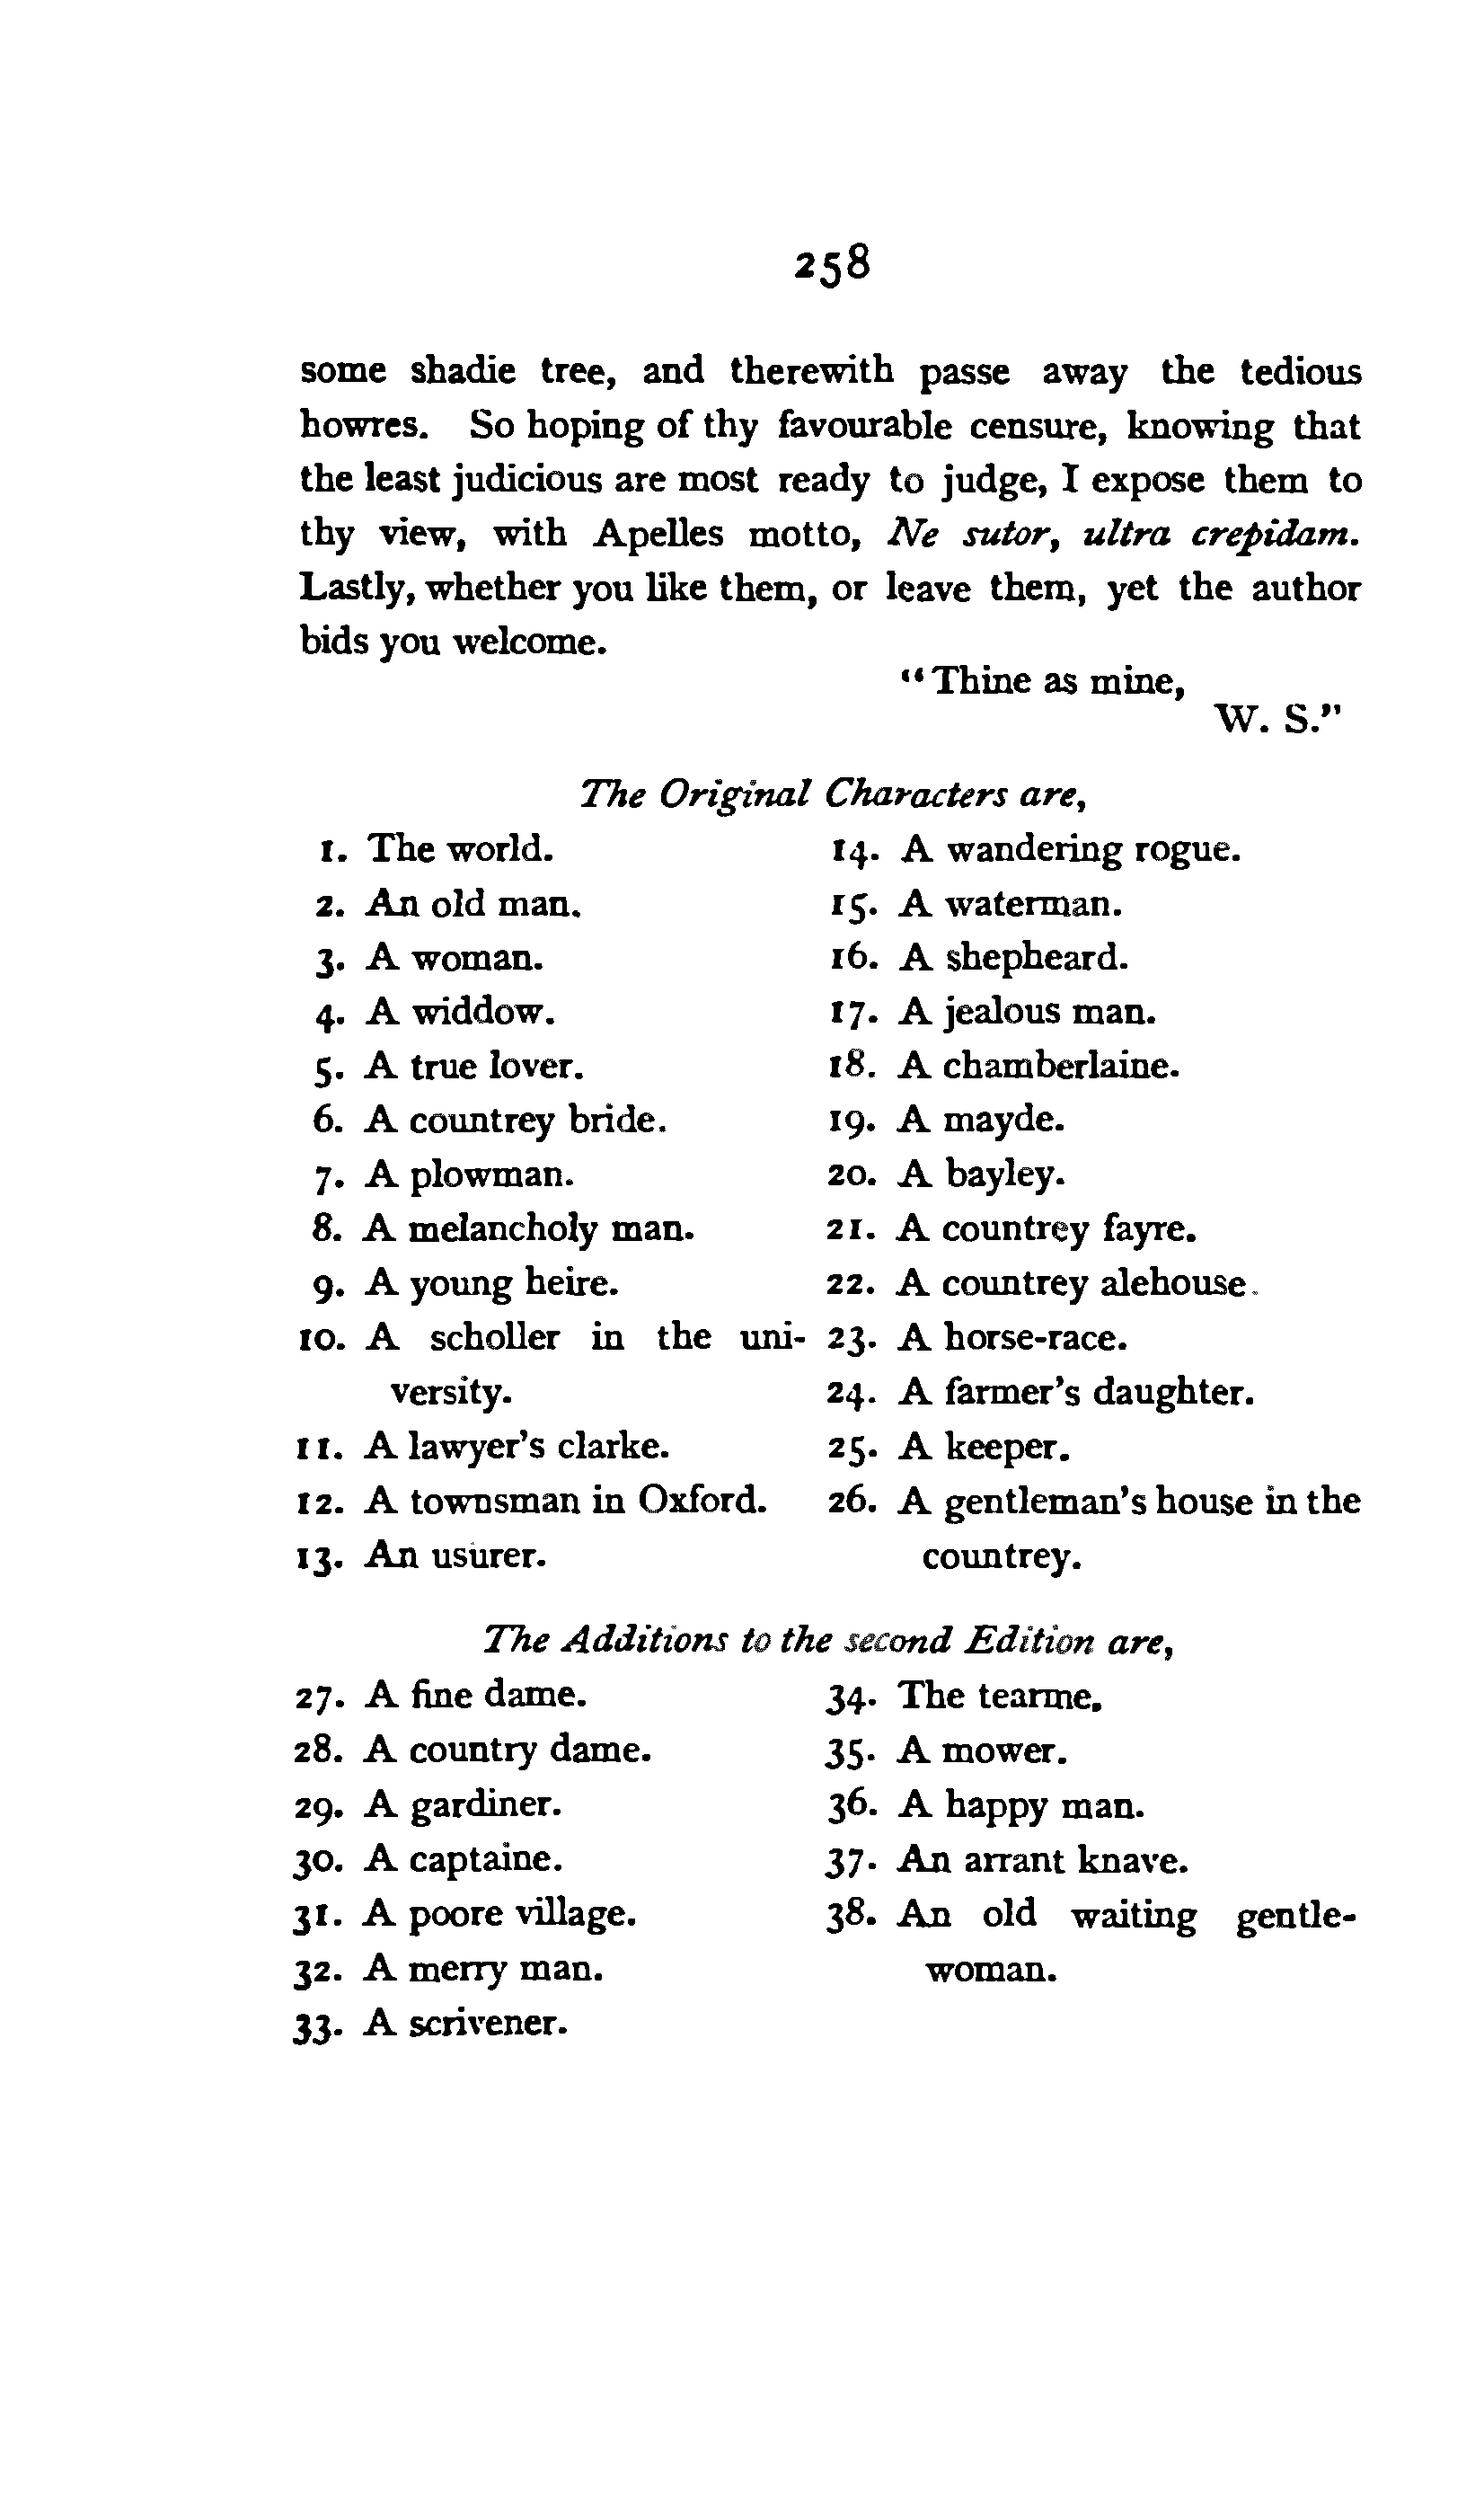 258
some shadie tree, and therewith passe away the tedious
howres. So hoping of thy favourable censure, knowing that
the least judicious are most ready to judge, I expose them to
thy view, with Apelles motto, Ne sutor, ultra crepidam.
Lastly, whether you like them, or leave them, yet the author
bids you welcome.
"Thine as mine,
W. S."
The Original Characters are,
1. The world.
2. An old man.
3. A woman.
4. A widdow.
5. A true lover.
6. A countrey bride.
7. A plowman.
8. A melancholy man.
9. A young heire.
10. A scholler in the uni-
versity.
11. A lawyer's clarke.
12. A townsman in Oxford.
13. An usurer.
14. A wandering rogue.
15. A waterman.
16. A shepheard.
17. A jealous man.
18. A chamberlaine.
19. A mayde.
20. A bayley.
21. A countrey fayre.
22. A countrey alehouse.
23. A horse-race.
24. A farmer's daughter.
25. A keeper.
26. A gentleman's house in the
countrey.
The Additions to the second Edition are,
27. A fine dame.
28. A country dame.
29. A gardiner.
30. A captaine.
31. A poore village.
32. A merry man.
33. A scrivener.
34. The tearme.
35. A mower.
36. A happy man.
37. An arrant knave.
38. An old waiting gentle-
woman.